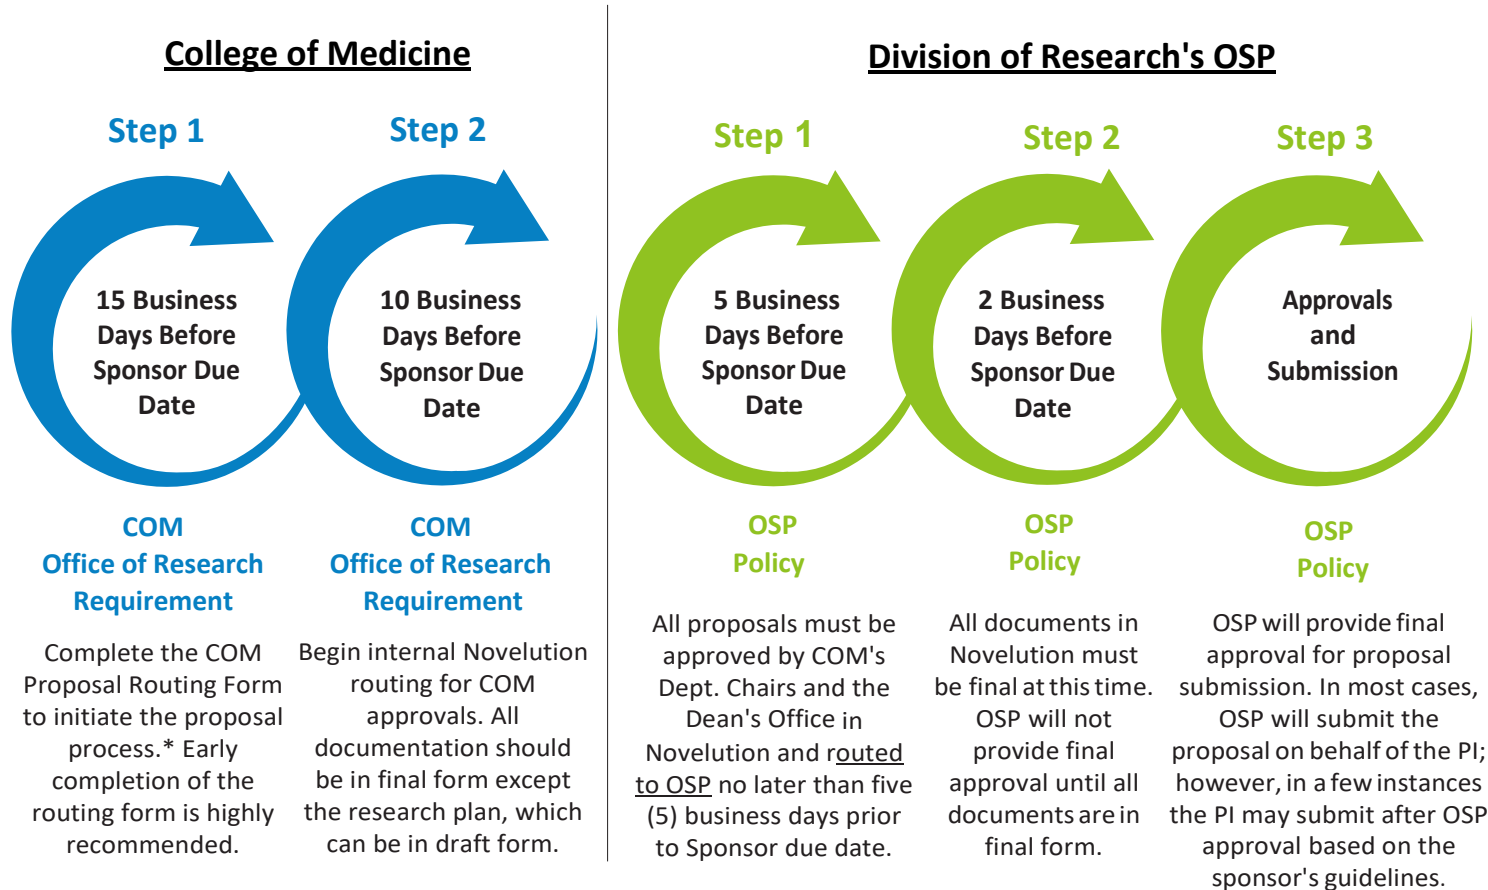 College of Medicine
Step 1
15 Business
Days Before
Sponsor Due
Date
COM
Office of Research
Requirement
Complete the COM
Proposal Routing Form
to initiate the proposal
process.* Early
completion of the
routing form is highly
recommended.
Step 2
10 Business
Days Before
Sponsor Due
Date
COM
Office of Research
Requirement
Begin internal Novelution
routing for COM
approvals. All
documentation should
be in final form except
the research plan, which
can be in draft form.
Division of Research's OSP
Step 1
5 Business
Days Before
Sponsor Due
Date
OSP
Policy
All proposals must be
approved by COM's
Dept. Chairs and the
Dean's Office in
Novelution and routed
to OSP no later than five
(5) business days prior
to Sponsor due date.
Step 2
2 Business
Days Before
Sponsor Due
Date
OSP
Policy
All documents in
Novelution must
be final at this time.
OSP will not
provide final
approval until all
documents are in
final form.
Step 3
Approvals
and
Submission
OSP
Policy
OSP will provide final
approval for proposal
submission. In most cases,
OSP will submit the
proposal on behalf of the PI;
however, in a few instances
the PI may submit after OSP
approval based on the
sponsor's guidelines.